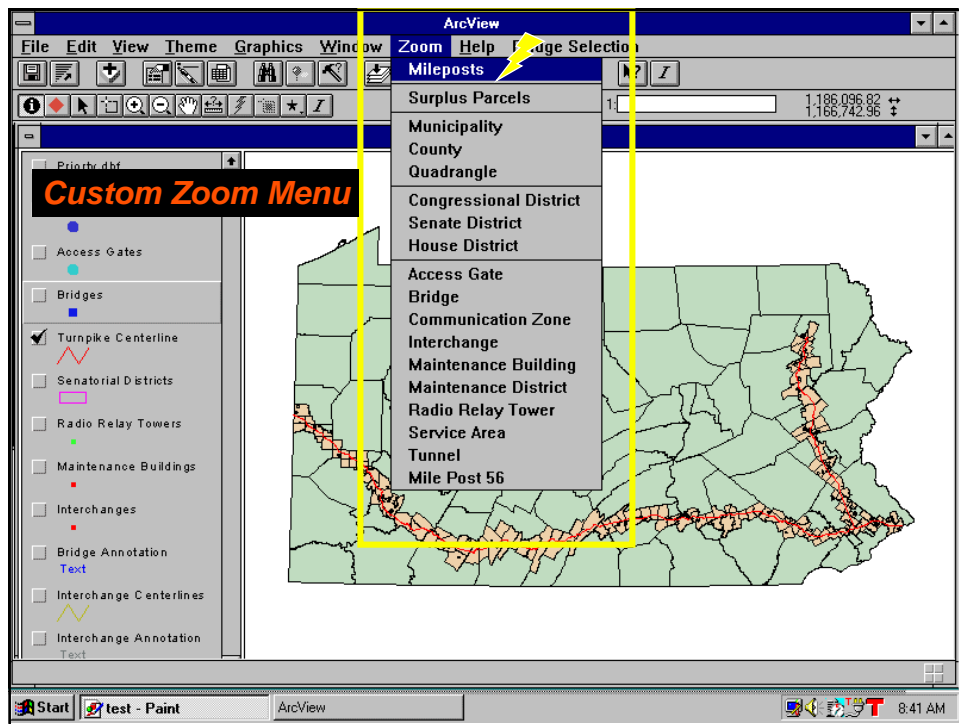 ArcView
File Edit View Theme Graphics Window Zoom Help Bridge Selection
Mileposts
Surplus Parcels
Municipality
County
Quadrangle
Congressional District
Senate District
House District
Access Gate
Bridge
Communication Zone
Interchange
Maintenance Building
Maintenance District
Radio Relay Tower
Service Area
Tunnel
Mile Post 56
1:
1,186,096.82
1,166,742.96
Priority.dbf
Custom Zoom Menu
Access Gates
Bridges
Turnpike Centerline
Senatorial Districts
Radio Relay Towers
Maintenance Buildings
Interchanges
Bridge Annotation
Text
Interchange Centerlines
Interchange Annotation
Text
Start
test - Paint
ArcView
8:41 AM